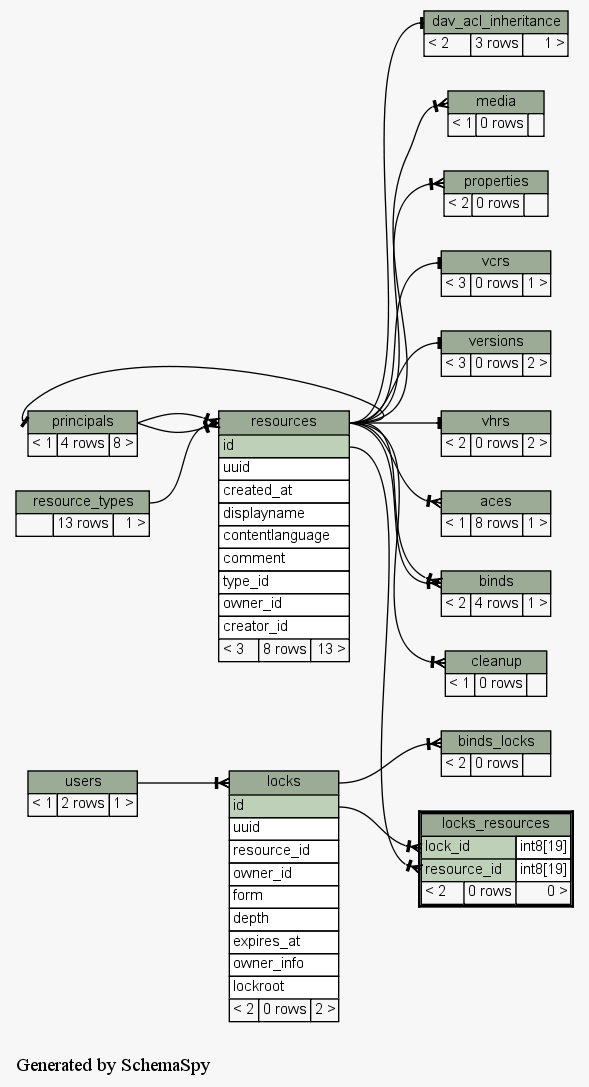 dav_acl_inheritance
< 2 3 rows 1 >
media
< 1 0 rows
properties
< 2 0 rows
vcrs
< 3 0 rows 1 >
versions
< 3 0 rows 2 >
principals
< 1 4 rows 8 >
resources
id
uuid
created_at
displayname
contentlanguage
comment
type_id
owner_id
creator_id
< 3 8 rows 13 >
vhrs
< 2 0 rows 2 >
resource_types
13 rows 1 >
aces
< 1 8 rows 1 >
binds
< 2 4 rows 1 >
cleanup
< 1 0 rows
binds_locks
< 2 0 rows
users
< 1 2 rows 1 >
locks
id
uuid
resource_id
owner_id
form
depth
expires_at
owner_info
lockroot
< 2 0 rows 2 >
locks_resources
lock_id int8[19]
resource_id int8[19]
< 2 0 rows 0 >
Generated by SchemaSpy